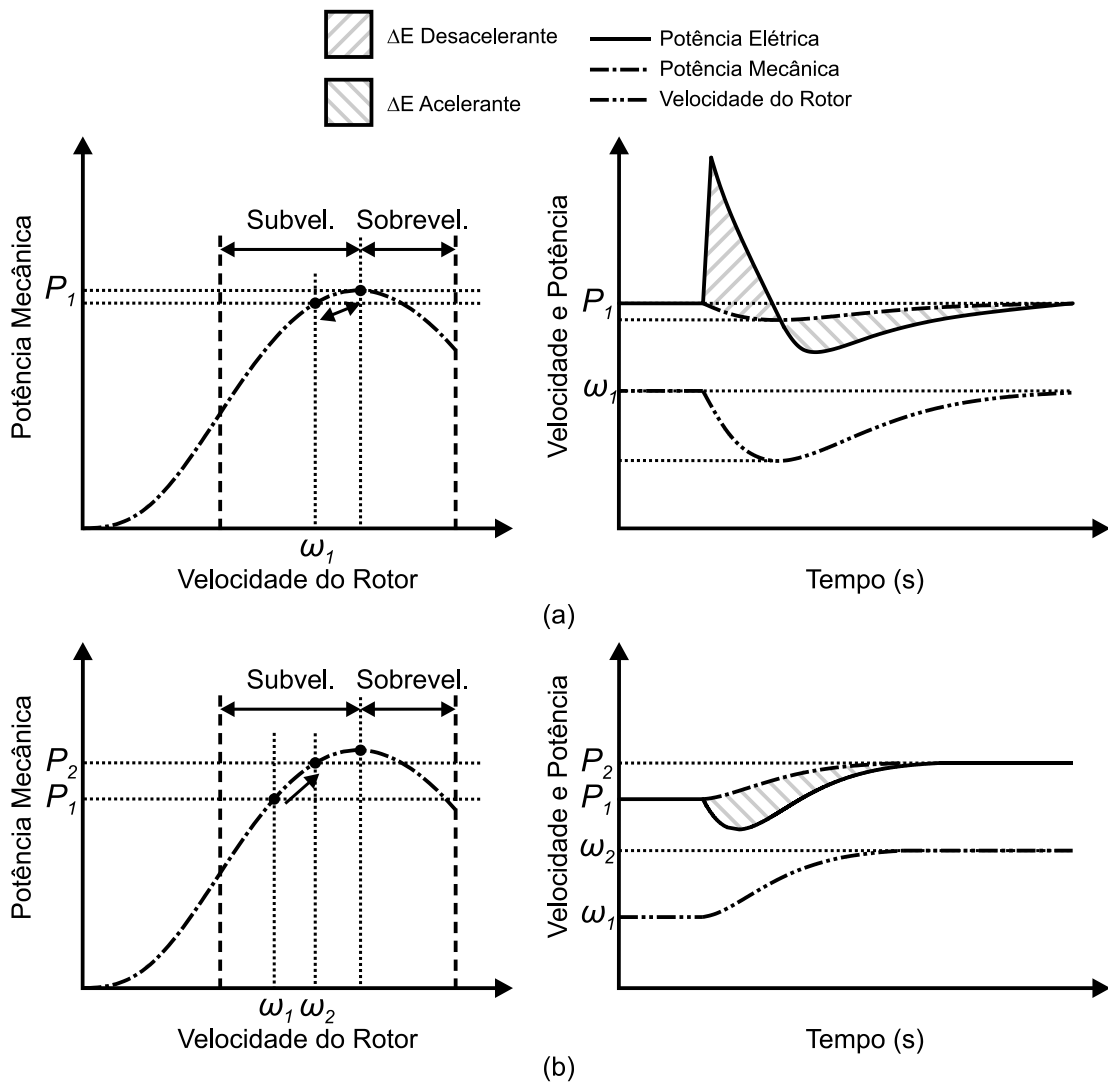 ΔE Desacelerante
ΔE Acelerante
Potência Elétrica
Potência Mecânica
Velocidade do Rotor
Potência Mecânica
Subvel.
Sobrevel.
P1
ω1
Velocidade do Rotor
Velocidade e Potência
P1
ω1
Tempo (s)
(a)
Potência Mecânica
Subvel.
Sobrevel.
P2
P1
ω1 ω2
Velocidade do Rotor
Velocidade e Potência
P2
P1
ω2
ω1
Tempo (s)
(b)